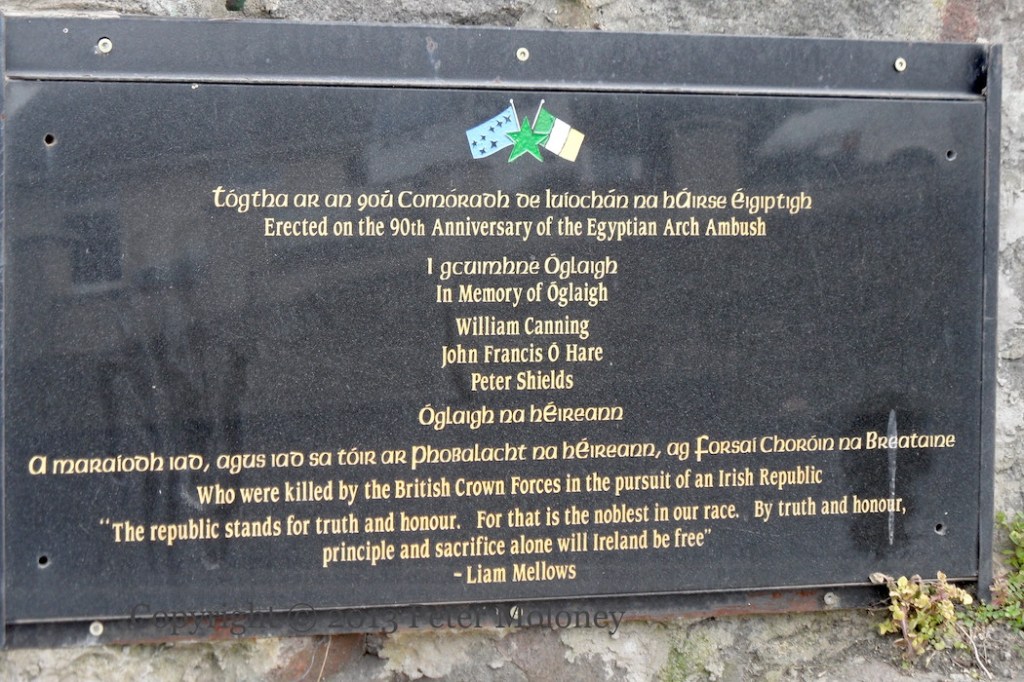 Tógtha ar an 90ú Comóradh de luíochán na hÁirse Éigiptigh
Erected on the 90th Anniversary of the Egyptian Arch Ambush
I gcuimhne Óglaigh
In Memory of Óglaigh
William Canning
John Francis Ó Hare
Peter Shields
Óglaigh na hÉireann
A maraíodh iad, agus iad sa tóir ar Phobalacht na hÉireann, ag Forsaí Choróin na Breataine
Who were killed by the British Crown Forces in the pursuit of an Irish Republic
“The republic stands for truth and honour. For that is the noblest in our race. By truth and honour,
principle and sacrifice alone will Ireland be free”
- Liam Mellows
Copyright © 2013 Peter Moloney